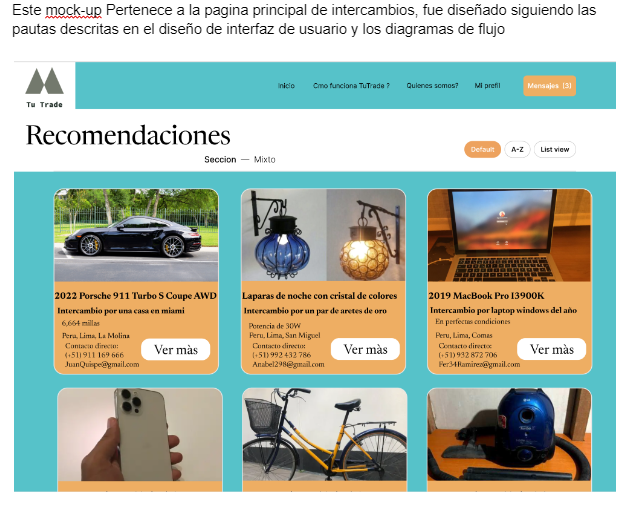 Este mock-up Pertenece a la pagina principal de intercambios, fue diseñado siguiendo las
pautas descritas en el diseño de interfaz de usuario y los diagramas de flujo
Tu Trade
Inicio
Cmo funciona TuTrade ?
Quienes somos?
Mi prefil
Mensajes (3)
Recomendaciones
Seccion — Mixto
Default
A-Z
List view
2022 Porsche 911 Turbo S Coupe AWD
Intercambio por una casa en miami
6,664 millas
Peru, Lima, La Molina
Contacto directo:
(+51) 911 169 666
JuanQuispe@gmail.com
Ver màs
Laparas de noche con cristal de colores
Intercambio por un par de aretes de oro
Potencia de 30W
Peru, Lima, San Miguel
Contacto directo:
(+51) 992 432 786
Anabel298@gmail.com
Ver màs
2019 MacBook Pro I3900K
Intercambio por laptop windows del año
En perfectas condiciones
Peru, Lima, Comas
Contacto directo:
(+51) 932 872 706
Fer34Ramirez@gmail.com
Ver màs